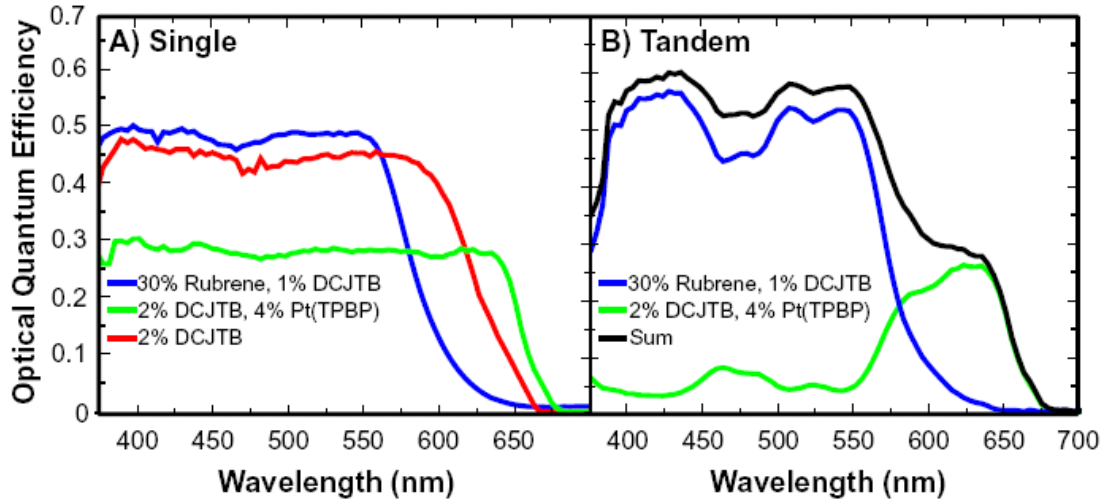 A) Single
B) Tandem
Optical Quantum Efficiency
0.7
0.6
0.5
0.4
0.3
0.2
0.1
0
30% Rubrene, 1% DCJTB
2% DCJTB, 4% Pt(TPBP)
2% DCJTB
30% Rubrene, 1% DCJTB
2% DCJTB, 4% Pt(TPBP)
Sum
400 450 500 550 600 650
400 450 500 550 600 650 700
Wavelength (nm)
Wavelength (nm)